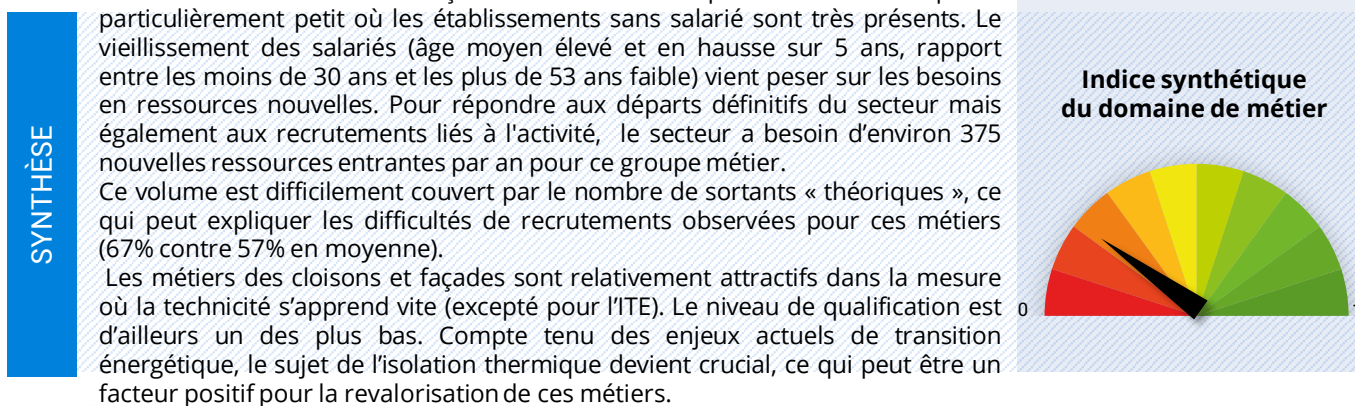 particulièrement petit où les établissements sans salarié sont très présents. Le
vieillissement des salariés (âge moyen élevé et en hausse sur 5 ans, rapport
entre les moins de 30 ans et les plus de 53 ans faible) vient peser sur les besoins
en ressources nouvelles. Pour répondre aux départs définitifs du secteur mais
également aux recrutements liés à l'activité, le secteur a besoin d’environ 375
nouvelles ressources entrantes par an pour ce groupe métier.
Ce volume est difficilement couvert par le nombre de sortants « théoriques », ce
qui peut expliquer les difficultés de recrutements observées pour ces métiers
(67% contre 57% en moyenne).
Les métiers des cloisons et façades sont relativement attractifs dans la mesure
où la technicité s’apprend vite (excepté pour l’ITE). Le niveau de qualification est
d’ailleurs un des plus bas. Compte tenu des enjeux actuels de transition
énergétique, le sujet de l’isolation thermique devient crucial, ce qui peut être un
facteur positif pour la revalorisation de ces métiers.
SYNTHÈSE
Indice synthétique
du domaine de métier
0